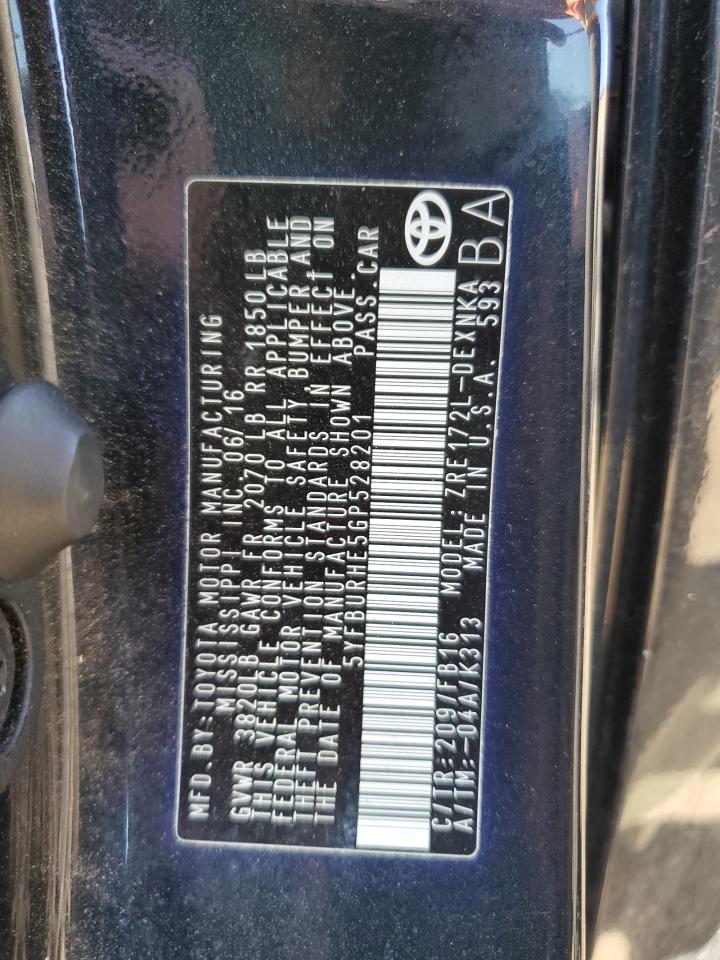 MFD.BY:TOYOTA MOTOR MANUFACTURING
MISSISSIPPI INC.06/16
GVWR 3820LB GAWR FR 2070 LB RR 1850 LB
THIS VEHICLE CONFORMS TO ALL APPLICABLE
FEDERAL MOTOR VEHICLE SAFETY, BUMPER,AND
THEFT PREVENTION STANDARDS IN EFFECT ON
THE DATE OF MANUFACTURE SHOWN ABOVE.
5YFBURHE5GP528201 PASS.CAR
C/TR:209/FB16 MODEL:ZRE172L-DEXNKA
A/TM:-04A/K313 MADE IN U.S.A. 593
BA